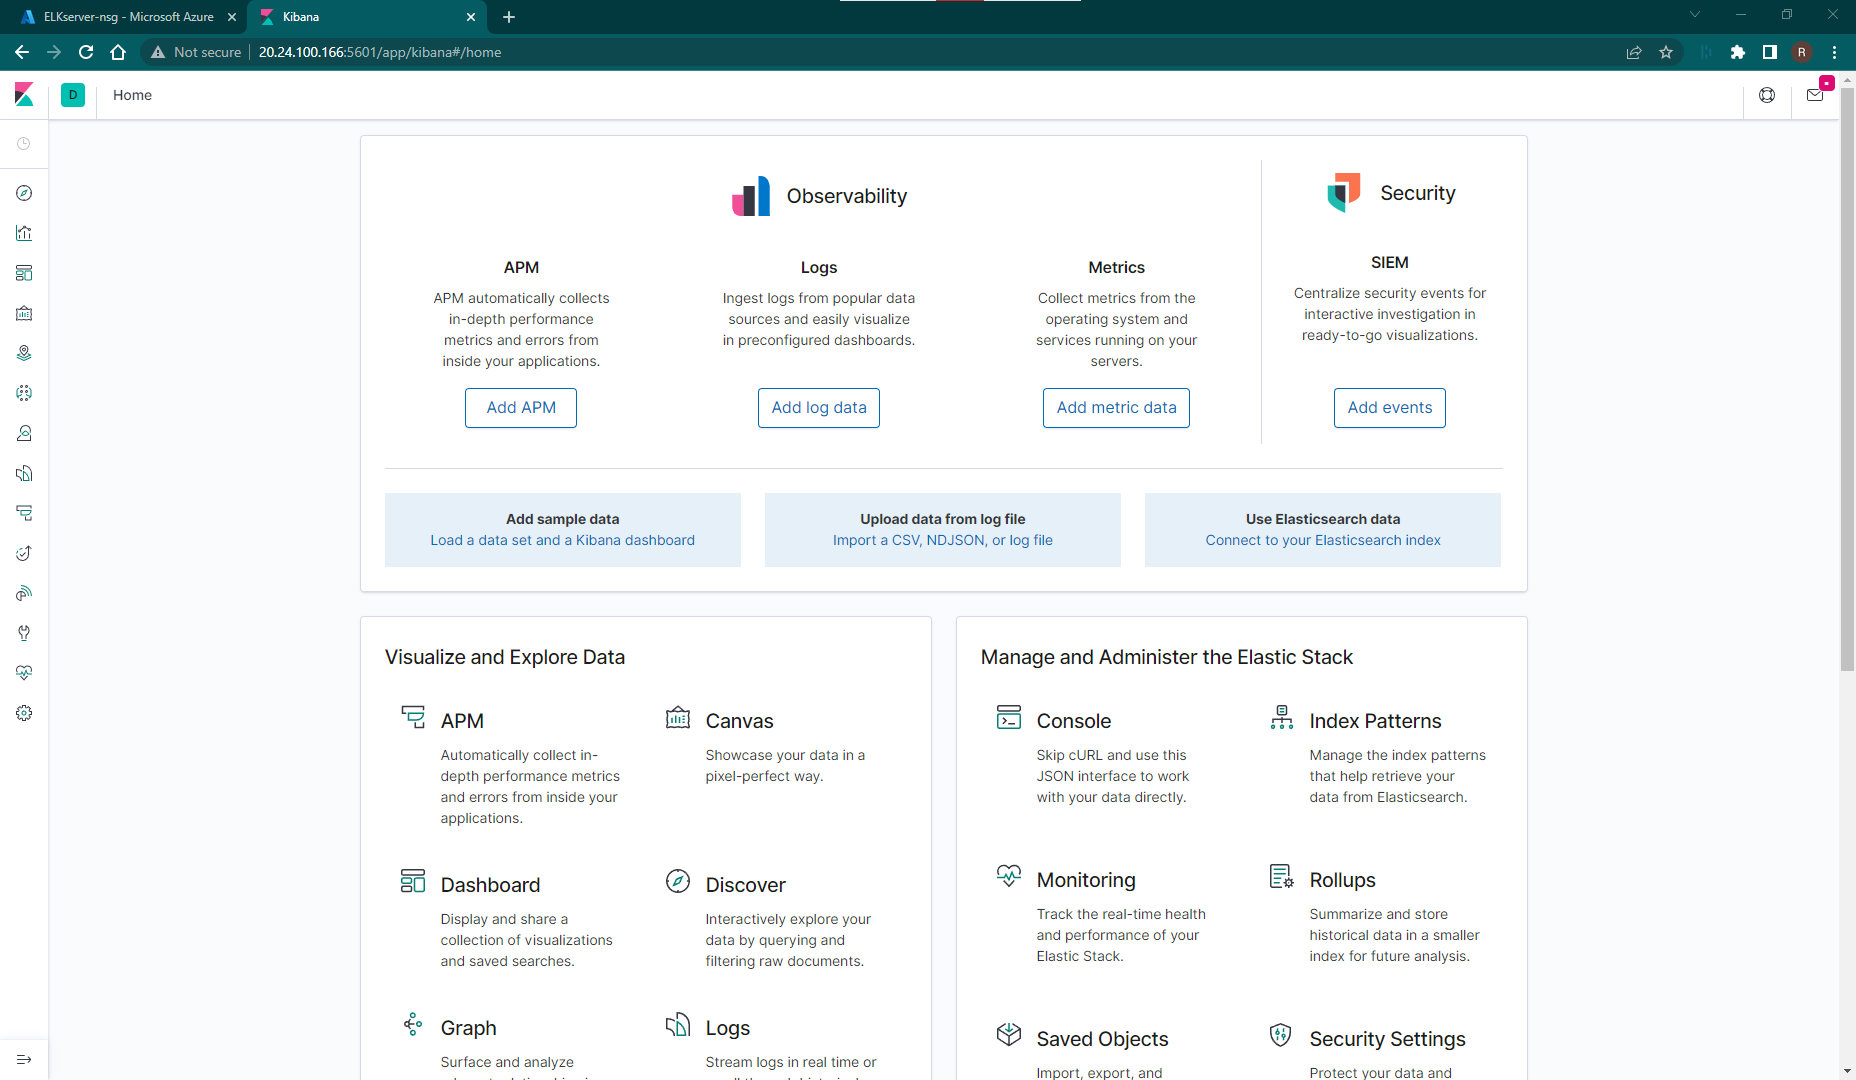 ELKserver-nsg - Microsoft Azure
Kibana
Not secure
20.24.100.166:5601/app/kibana#/home
R
D
Home
Observability
Security
APM
APM automatically collects
in-depth performance
metrics and errors from
inside your applications.
Add APM
Logs
Ingest logs from popular data
sources and easily visualize
in preconfigured dashboards.
Add log data
Metrics
Collect metrics from the
operating system and
services running on your
servers.
Add metric data
SIEM
Centralize security events for
interactive investigation in
ready-to-go visualizations.
Add events
Add sample data
Load a data set and a Kibana dashboard
Upload data from log file
Import a CSV, NDJSON, or log file
Use Elasticsearch data
Connect to your Elasticsearch index
Visualize and Explore Data
APM
Automatically collect in-
depth performance metrics
and errors from inside your
applications.
Canvas
Showcase your data in a
pixel-perfect way.
Dashboard
Display and share a
collection of visualizations
and saved searches.
Discover
Interactively explore your
data by querying and
filtering raw documents.
Graph
Surface and analyze
Logs
Stream logs in real time or
Manage and Administer the Elastic Stack
Console
Skip cURL and use this
JSON interface to work
with your data directly.
Index Patterns
Manage the index patterns
that help retrieve your
data from Elasticsearch.
Monitoring
Track the real-time health
and performance of your
Elastic Stack.
Rollups
Summarize and store
historical data in a smaller
index for future analysis.
Saved Objects
Import, export, and
Security Settings
Protect your data and